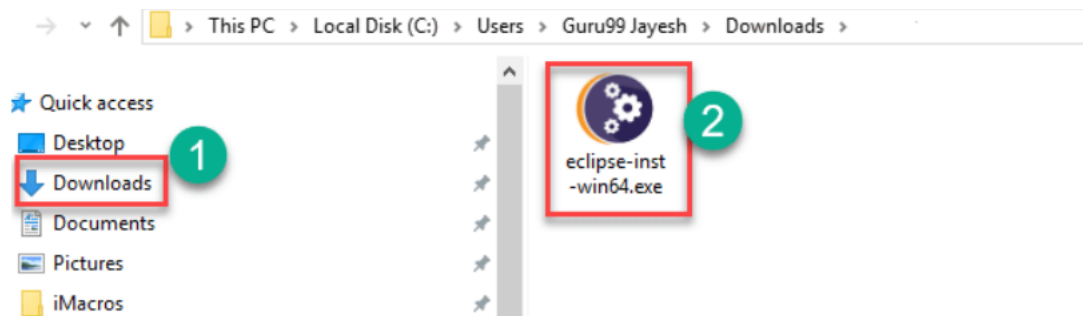 This PC > Local Disk (C:) > Users > Guru99 Jayesh > Downloads >
Quick access
Desktop
1
Downloads
Documents
Pictures
iMacros
2
eclipse-inst
-win64.exe